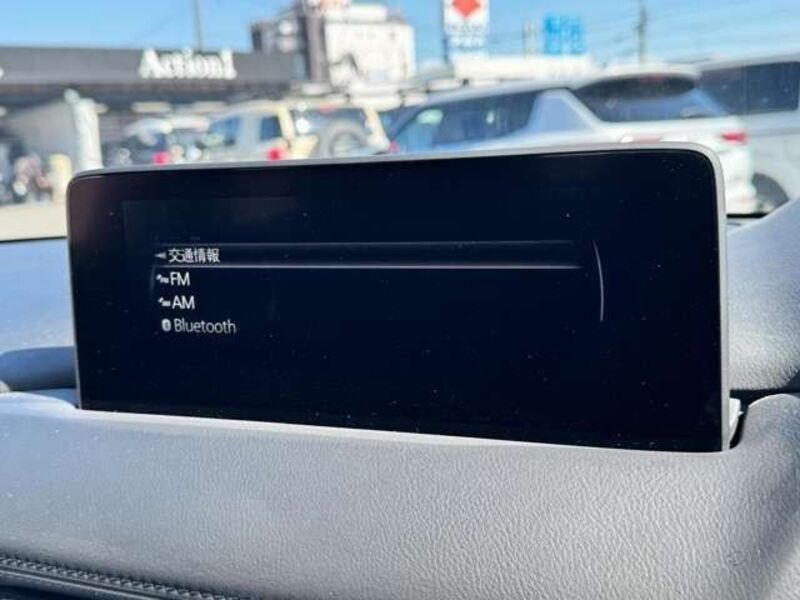 Action1
交通情報
FM
AM
Bluetooth